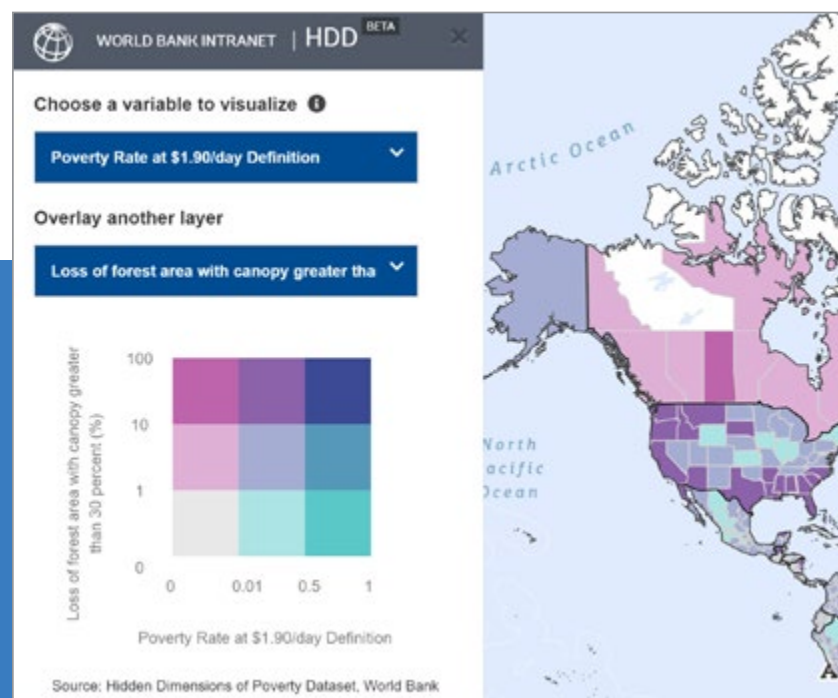 WORLD BANK INTRANET | HDD BETA
Choose a variable to visualize
Poverty Rate at $1.90/day Definition
Overlay another layer
Loss of forest area with canopy greater tha
Loss of forest area with canopy greater
than 30 percent (%)
100
10
1
0
0 0.01 0.5 1
Poverty Rate at $1.90/day Definition
Source: Hidden Dimensions of Poverty Dataset, World Bank
Arctic Ocean
North
acific
Ocean
A